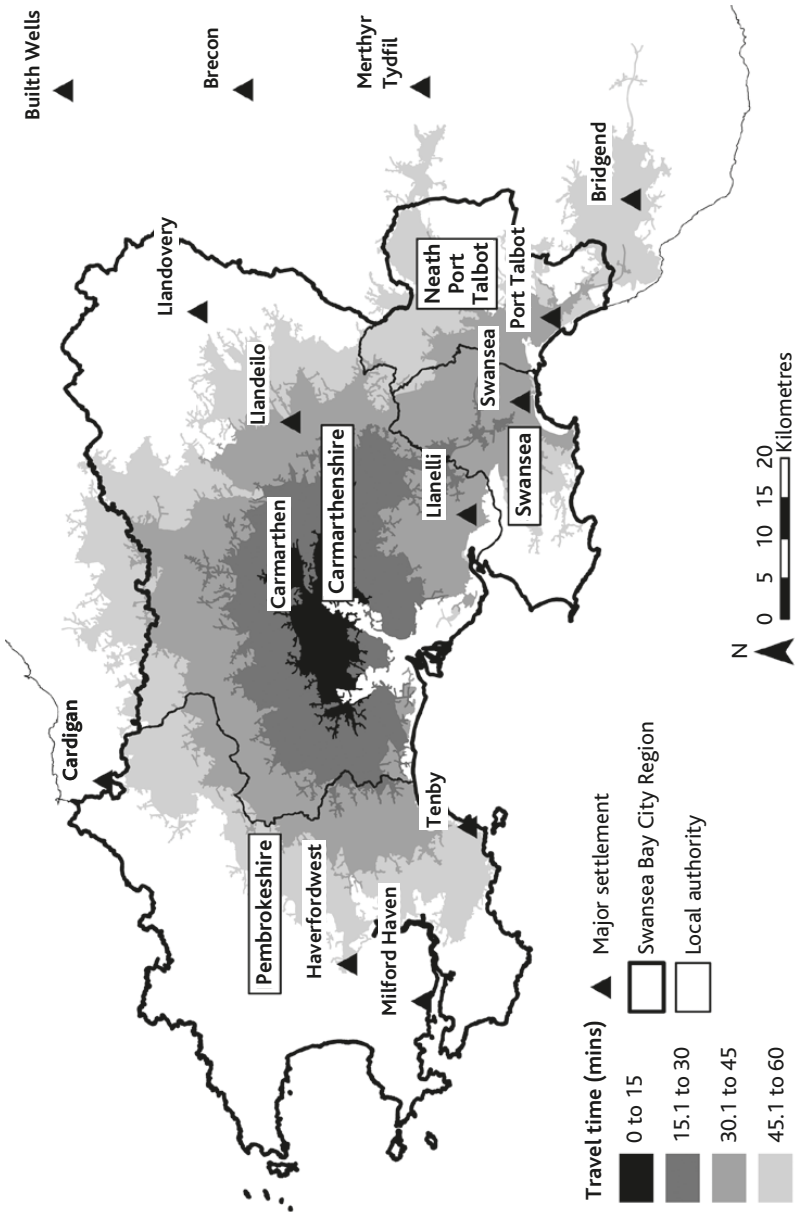 Builth Wells
Brecon
Merthyr
Tydfil
Llandovery
Cardigan
Llandeilo
Carmarthen
Carmarthenshire
Neath
Port
Talbot
Port Talbot
Bridgend
Swansea
Swansea
Llanelli
Pembrokeshire
Haverfordwest
Milford Haven
Tenby
Travel time (mins)
0 to 15
15.1 to 30
30.1 to 45
45.1 to 60
Major settlement
Swansea Bay City Region
Local authority
N
0 5 10 15 20
Kilometres